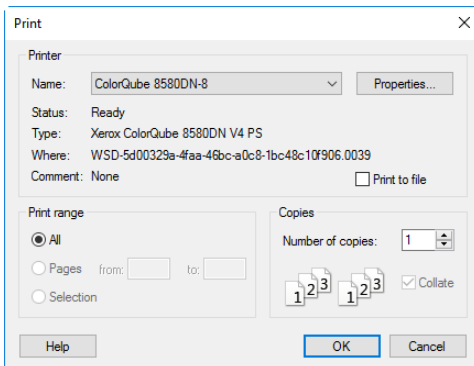 Print
Printer
Name: ColorQube 8580DN-8 Properties...
Status: Ready
Type: Xerox ColorQube 8580DN V4 PS
Where: WSD-5d00329a-4faa-46bc-a0c8-1bc48c10f906.0039
Comment: None Print to file
Print range
All
Pages from: to:
Selection
Copies
Number of copies: 1
1 2 3 1 2 3 Collate
Help OK Cancel